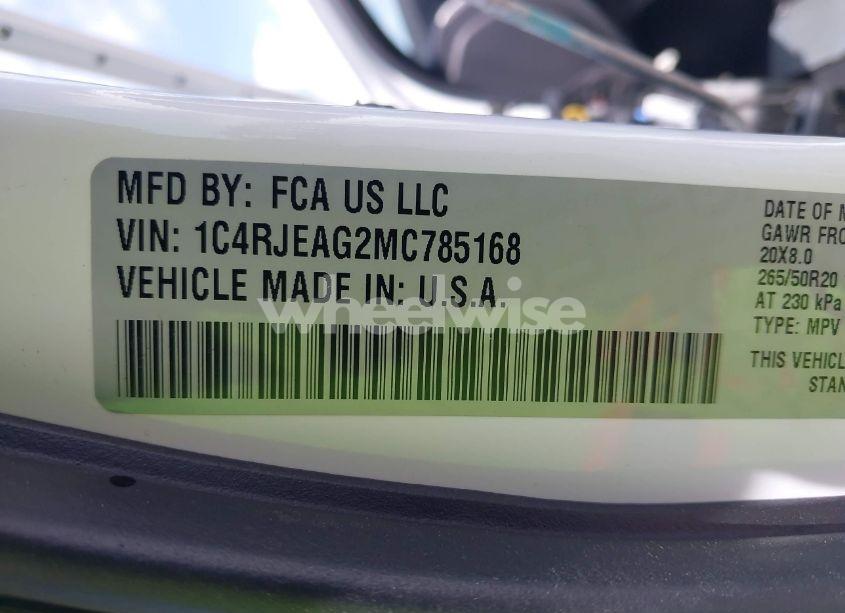 MFD BY: FCA US LLC
VIN: 1C4RJEAG2MC785168
VEHICLE MADE IN: U.S.A.
wheelwise
DATE OF M
GAWR FRO
20X8.0
265/50R20
AT 230 kPa
TYPE: MPV
THIS VEHICL
STAN